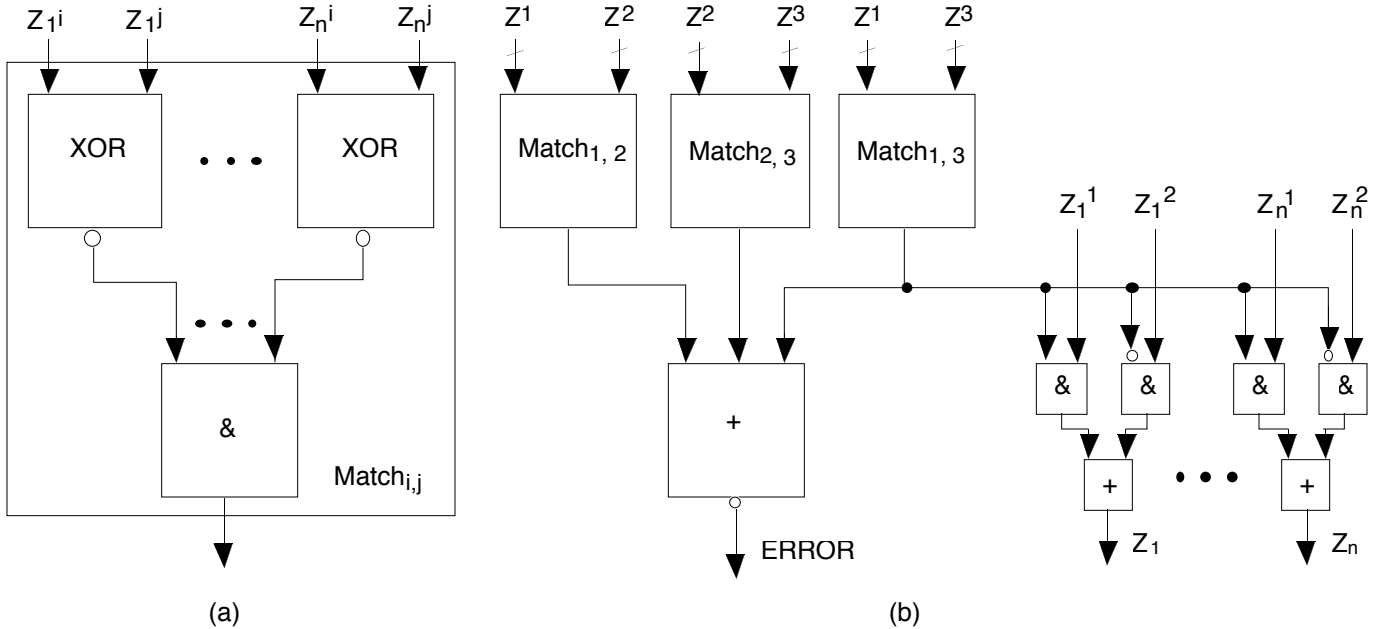 Z₁ⁱ Z₁ʲ Zₙⁱ Zₙʲ
XOR XOR
&
Matchᵢ,ⱼ
(a)
Z¹ Z² Z² Z³ Z¹ Z³
Match₁, ₂ Match₂, ₃ Match₁, ₃
Z₁¹ Z₁² Zₙ¹ Zₙ²
& & & &
+
+ +
ERROR
Z₁ Zₙ
(b)